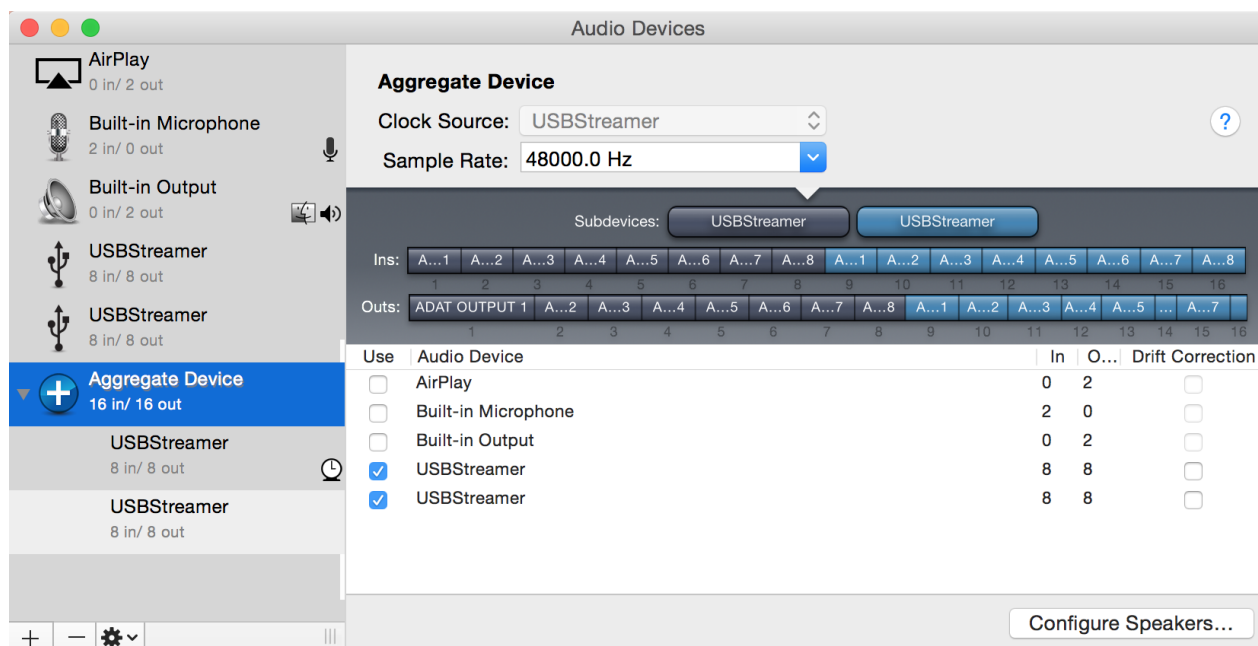 Audio Devices
AirPlay
0 in/ 2 out
Built-in Microphone
2 in/ 0 out
Built-in Output
0 in/ 2 out
USBStreamer
8 in/ 8 out
USBStreamer
8 in/ 8 out
Aggregate Device
16 in/ 16 out
USBStreamer
8 in/ 8 out
USBStreamer
8 in/ 8 out
Aggregate Device
Clock Source: USBStreamer
?
Sample Rate: 48000.0 Hz
Subdevices: USBStreamer USBStreamer
Ins: A...1 A...2 A...3 A...4 A...5 A...6 A...7 A...8 A...1 A...2 A...3 A...4 A...5 A...6 A...7 A...8
1 2 3 4 5 6 7 8 9 10 11 12 13 14 15 16
Outs: ADAT OUTPUT 1 A...2 A...3 A...4 A...5 A...6 A...7 A...8 A...1 A...2 A...3 A...4 A...5 ... A...7
1 2 3 4 5 6 7 8 9 10 11 12 13 14 15 16
Use Audio Device In O... Drift Correction
AirPlay 0 2
Built-in Microphone 2 0
Built-in Output 0 2
USBStreamer 8 8
USBStreamer 8 8
Configure Speakers...